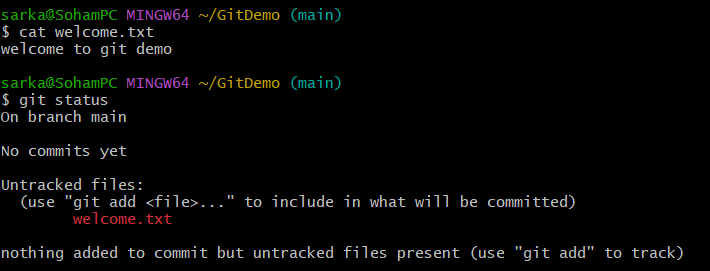 sarka@SohamPC MINGW64 ~/GitDemo (main)
$ cat welcome.txt
welcome to git demo
sarka@SohamPC MINGW64 ~/GitDemo (main)
$ git status
On branch main
No commits yet
Untracked files:
(use "git add <file>..." to include in what will be committed)
welcome.txt
nothing added to commit but untracked files present (use "git add" to track)